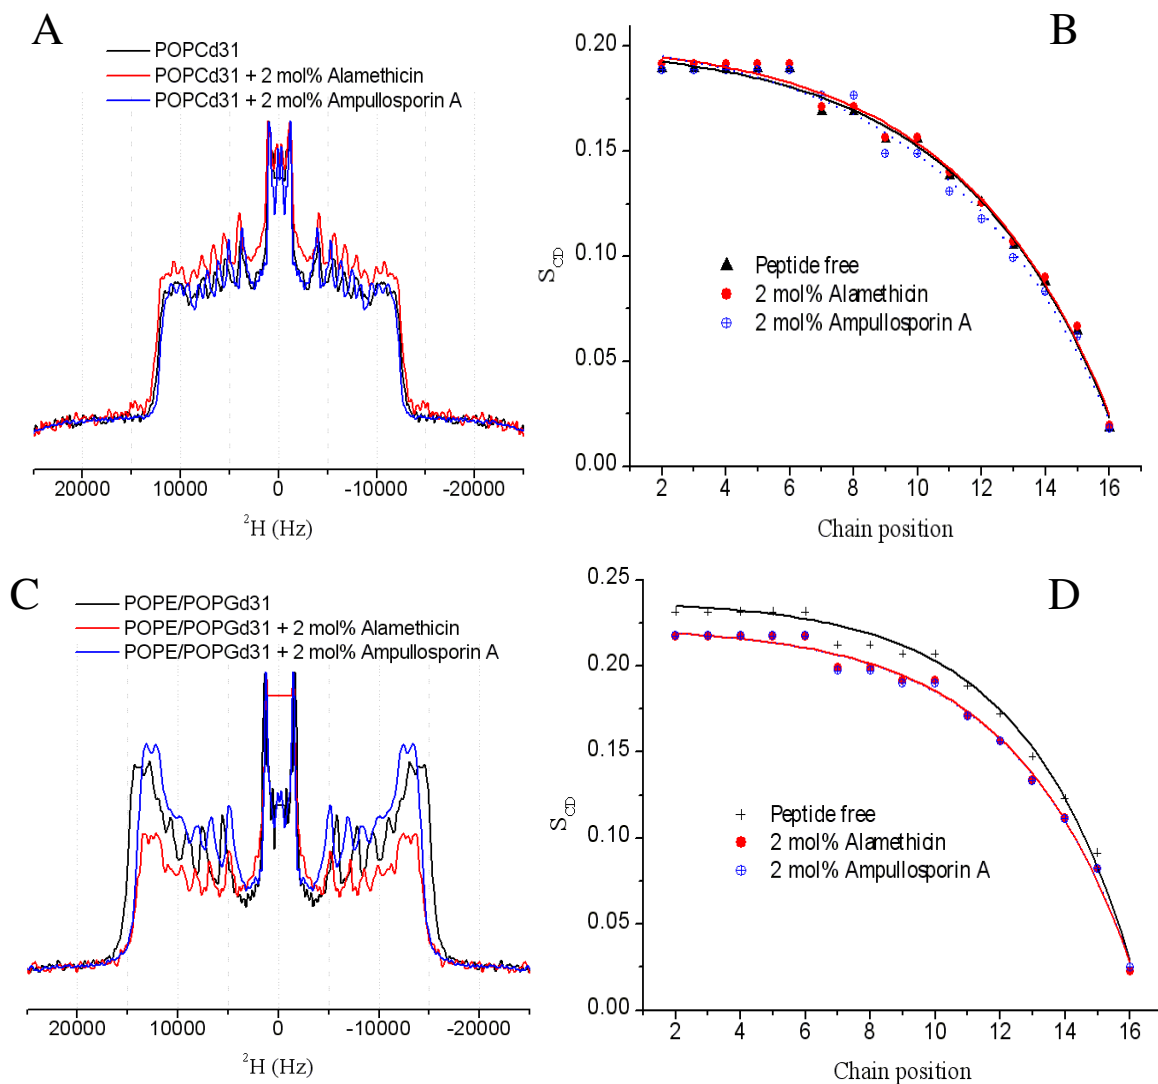 A
POPCd31
POPCd31 + 2 mol% Alamethicin
POPCd31 + 2 mol% Ampullosporin A
20000 10000 0 -10000 -20000
²H (Hz)
B
0.20
0.15
0.10
0.05
0.00
S_CD
Peptide free
2 mol% Alamethicin
2 mol% Ampullosporin A
2 4 6 8 10 12 14 16
Chain position
C
POPE/POPGd31
POPE/POPGd31 + 2 mol% Alamethicin
POPE/POPGd31 + 2 mol% Ampullosporin A
20000 10000 0 -10000 -20000
²H (Hz)
D
0.25
0.20
0.15
0.10
0.05
0.00
S_CD
Peptide free
2 mol% Alamethicin
2 mol% Ampullosporin A
2 4 6 8 10 12 14 16
Chain position